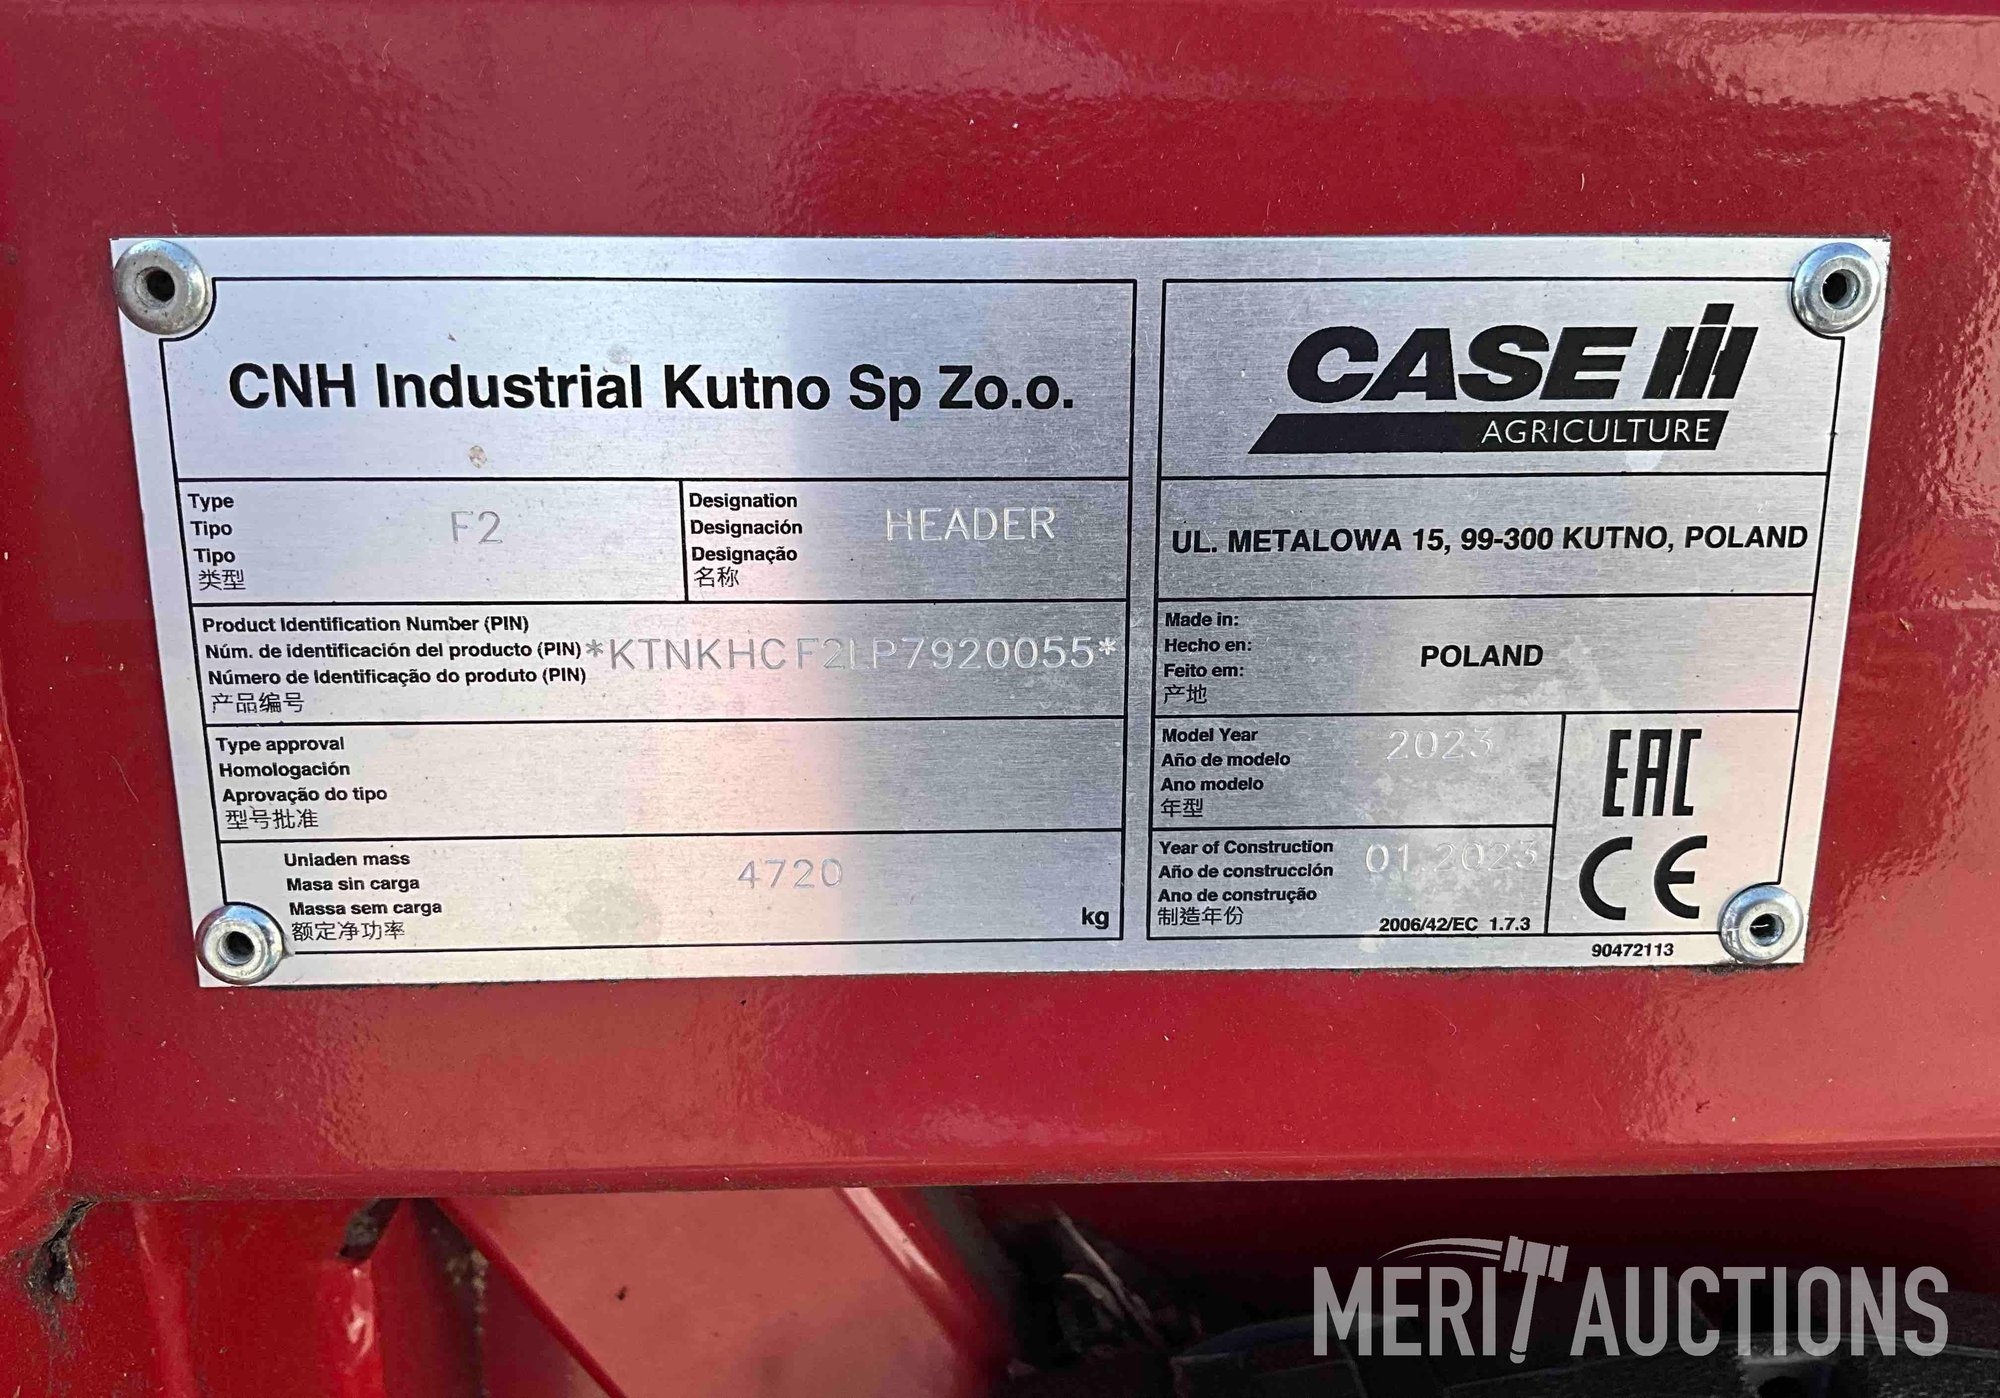 CNH Industrial Kutno Sp Zo.o.
Type
Tipo
Tipo
类型
F2
Designation
Designación
Designação
名称
HEADER
Product Identification Number (PIN)
Núm. de identificación del producto (PIN)
Número de Identificação do produto (PIN)
产品编号
*KTNKHCF2LP7920055*
Type approval
Homologación
Aprovação do tipo
型号批准
Unladen mass
Masa sin carga
Massa sem carga
额定净功率
4720
kg
CASE IH
AGRICULTURE
UL. METALOWA 15, 99-300 KUTNO, POLAND
Made in:
Hecho en:
Feito em:
产地
POLAND
Model Year
Año de modelo
Ano modelo
年型
2023
Year of Construction
Año de construcción
Ano de construção
制造年份
01.2023
2006/42/EC 1.7.3
EAC
CE
90472113
MERIT AUCTIONS